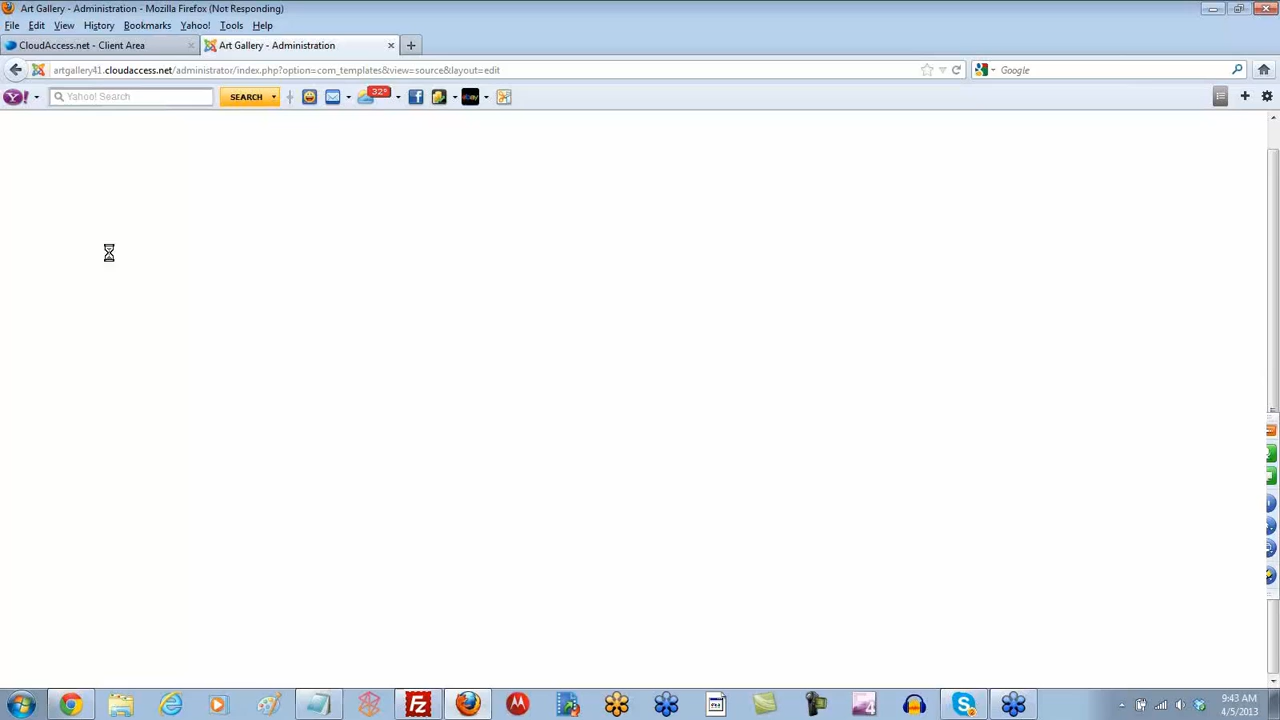 Art Gallery - Administration - Mozilla Firefox (Not Responding)
File Edit View History Bookmarks Yahoo! Tools Help
CloudAccess.net - Client Area
Art Gallery - Administration
artgallery41.cloudaccess.net/administrator/index.php?option=com_templates&view=source&layout=edit
Google
Y! Yahoo! Search SEARCH 32°
9:43 AM
4/5/2013